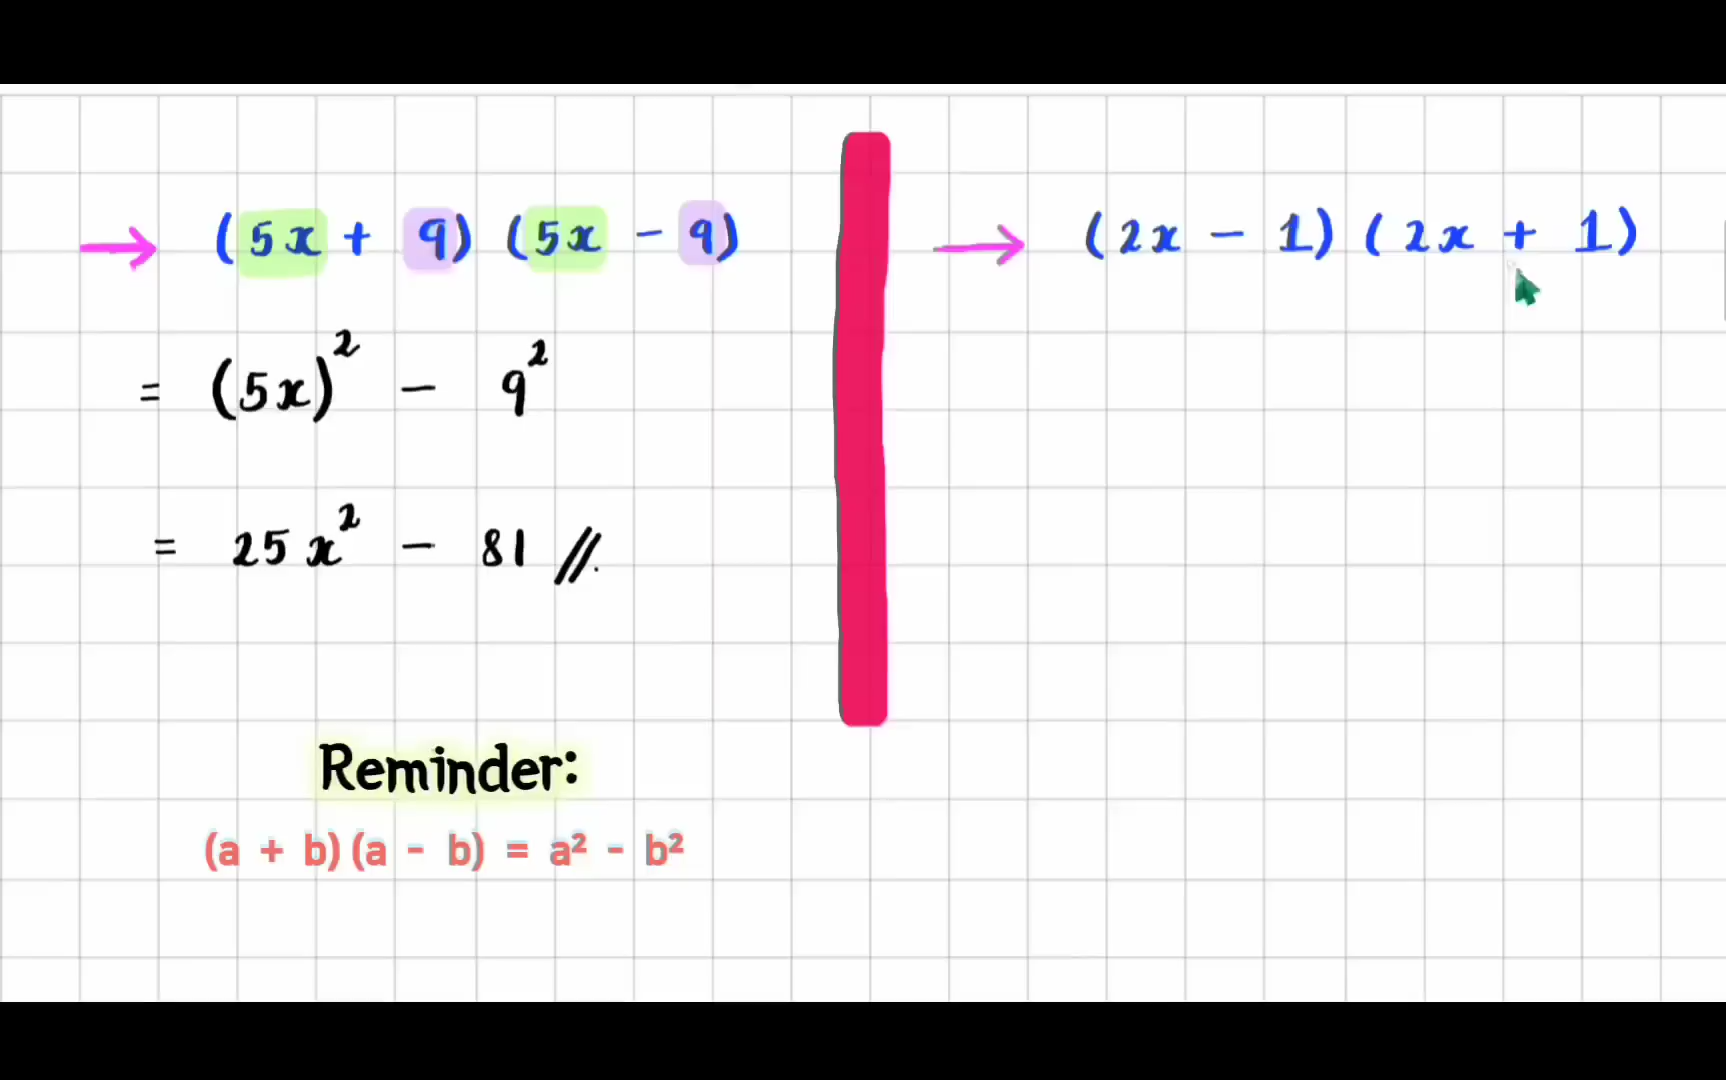 → (5x + 9) (5x - 9)
= (5x)² - 9²
= 25x² - 81 //.
Reminder:
(a + b)(a - b) = a² - b²
→ (2x - 1) (2x + 1)